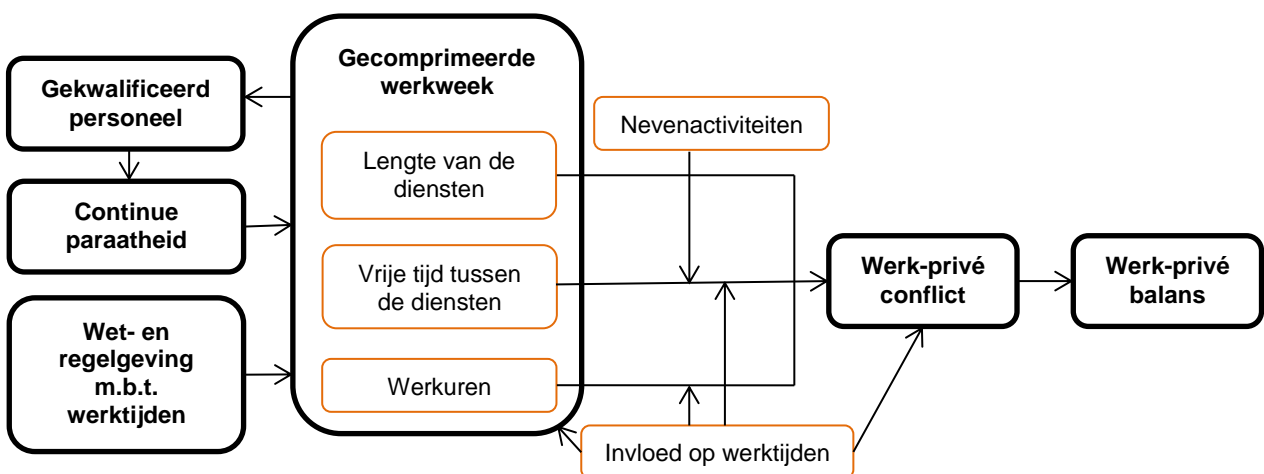 Gekwalificeerd
personeel
Continue
paraatheid
Wet- en
regelgeving
m.b.t.
werktijden
Gecomprimeerde
werkweek
Lengte van de
diensten
Vrije tijd tussen
de diensten
Werkuren
Nevenactiviteiten
Invloed op werktijden
Werk-privé
conflict
Werk-privé
balans